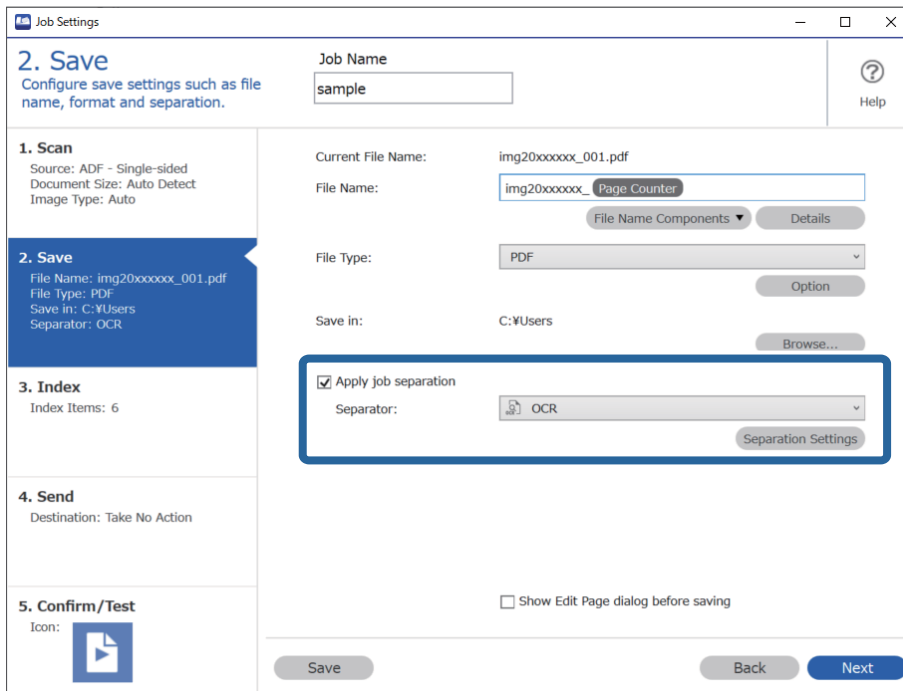 Job Settings
2. Save
Configure save settings such as file
name, format and separation.
Job Name
sample
Help
1. Scan
Source: ADF - Single-sided
Document Size: Auto Detect
Image Type: Auto
2. Save
File Name: img20xxxxxx_001.pdf
File Type: PDF
Save in: C:¥Users
Separator: OCR
3. Index
Index Items: 6
4. Send
Destination: Take No Action
5. Confirm/Test
Icon:
Current File Name: img20xxxxxx_001.pdf
File Name: img20xxxxxx_ Page Counter
File Name Components Details
File Type: PDF
Option
Save in: C:¥Users
Browse...
Apply job separation
Separator: OCR
Separation Settings
Show Edit Page dialog before saving
Save Back Next